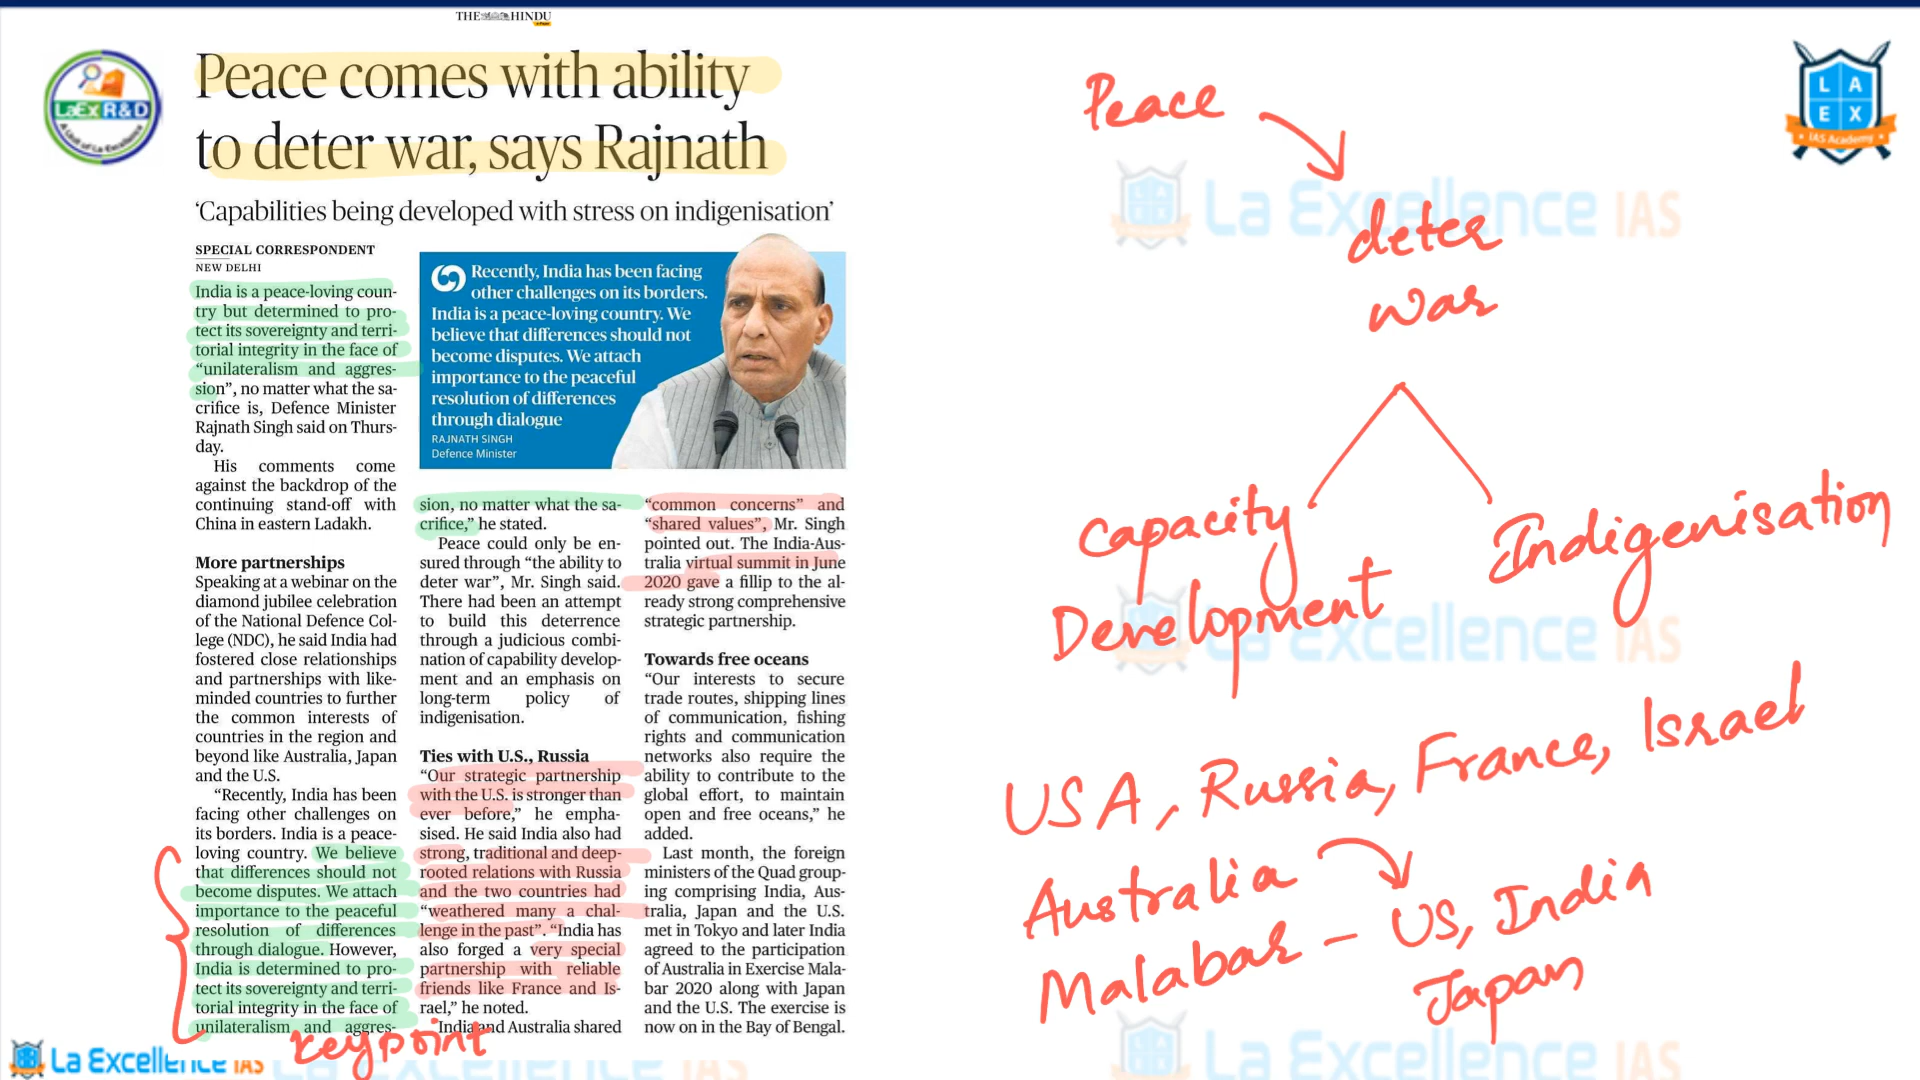 THE HINDU
Peace comes with ability
to deter war, says Rajnath
‘Capabilities being developed with stress on indigenisation’
SPECIAL CORRESPONDENT
NEW DELHI
India is a peace-loving coun-
try but determined to pro-
tect its sovereignty and terri-
torial integrity in the face of
“unilateralism and aggres-
sion”, no matter what the sa-
crifice is, Defence Minister
Rajnath Singh said on Thurs-
day.
His comments come
against the backdrop of the
continuing stand-off with
China in eastern Ladakh.
More partnerships
Speaking at a webinar on the
diamond jubilee celebration
of the National Defence Col-
lege (NDC), he said India had
fostered close relationships
and partnerships with like-
minded countries to further
the common interests of
countries in the region and
beyond like Australia, Japan
and the U.S.
“Recently, India has been
facing other challenges on
its borders. India is a peace-
loving country. We believe
that differences should not
become disputes. We attach
importance to the peaceful
resolution of differences
through dialogue. However,
India is determined to pro-
tect its sovereignty and terri-
torial integrity in the face of
unilateralism and aggres-
Recently, India has been facing
other challenges on its borders.
India is a peace-loving country. We
believe that differences should not
become disputes. We attach
importance to the peaceful
resolution of differences
through dialogue
RAJNATH SINGH
Defence Minister
sion, no matter what the sa-
crifice,” he stated.
Peace could only be en-
sured through “the ability to
deter war”, Mr. Singh said.
There had been an attempt
to build this deterrence
through a judicious combi-
nation of capability develop-
ment and an emphasis on
long-term policy of
indigenisation.
Ties with U.S., Russia
“Our strategic partnership
with the U.S. is stronger than
ever before,” he empha-
sised. He said India also had
strong, traditional and deep-
rooted relations with Russia
and the two countries had
“weathered many a chal-
lenge in the past”. “India has
also forged a very special
partnership with reliable
friends like France and Is-
rael,” he noted.
India and Australia shared
“common concerns” and
“shared values”, Mr. Singh
pointed out. The India-Aus-
tralia virtual summit in June
2020 gave a fillip to the al-
ready strong comprehensive
strategic partnership.
Towards free oceans
“Our interests to secure
trade routes, shipping lines
of communication, fishing
rights and communication
networks also require the
ability to contribute to the
global effort, to maintain
open and free oceans,” he
added.
Last month, the foreign
ministers of the Quad group-
ing comprising India, Aus-
tralia, Japan and the U.S.
met in Tokyo and later India
agreed to the participation
of Australia in Exercise Mala-
bar 2020 along with Japan
and the U.S. The exercise is
now on in the Bay of Bengal.
keypoint
Peace
deter
war
Capacity
Development
Indigenisation
USA, Russia, France, Israel
Australia
Malabar – US, India
Japan
LaEx R&D
A Unit of La Excellence
L A
E X
IAS Academy
La Excellence IAS
La Excellence IAS
La Excellence IAS
La Excellence IAS
La Excellence IAS